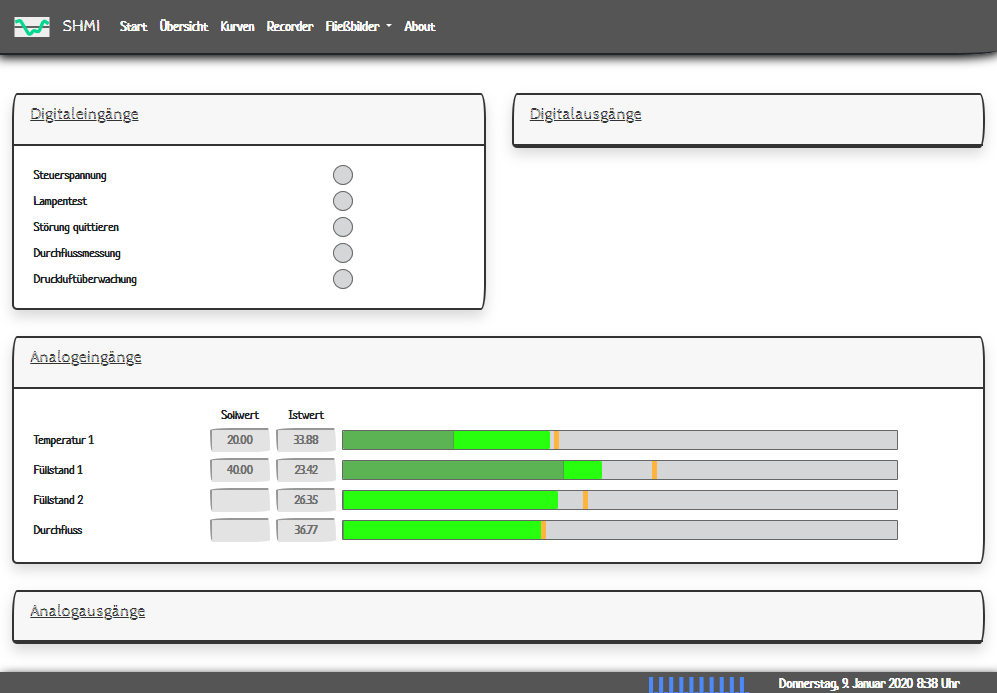 SHMI Start Übersicht Kurven Recorder Fließbilder About
Digitaleingänge
Steuerspannung
Lampentest
Störung quittieren
Durchflussmessung
Druckluftüberwachung
Digitalausgänge
Analogeingänge
Sollwert Istwert
Temperatur 1 20.00 33.88
Füllstand 1 40.00 23.42
Füllstand 2 26.35
Durchfluss 36.77
Analogausgänge
Donnerstag, 9. Januar 2020 8:38 Uhr